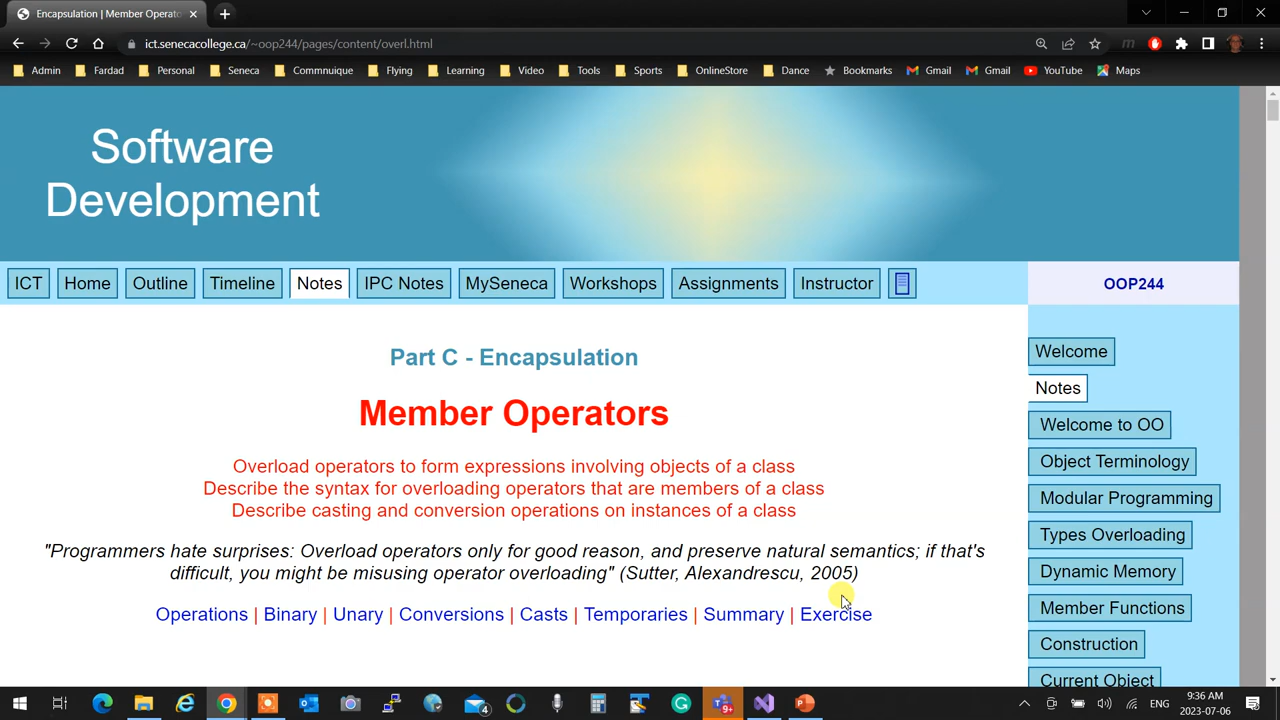 Encapsulation | Member Operato
ict.senecacollege.ca/~oop244/pages/content/overl.html
Admin
Fardad
Personal
Seneca
Commnuique
Flying
Learning
Video
Tools
Sports
OnlineStore
Dance
Bookmarks
Gmail
Gmail
YouTube
Maps
Software
Development
ICT
Home
Outline
Timeline
Notes
IPC Notes
MySeneca
Workshops
Assignments
Instructor
OOP244
Part C - Encapsulation
Member Operators
Overload operators to form expressions involving objects of a class
Describe the syntax for overloading operators that are members of a class
Describe casting and conversion operations on instances of a class
"Programmers hate surprises: Overload operators only for good reason, and preserve natural semantics; if that's
difficult, you might be misusing operator overloading" (Sutter, Alexandrescu, 2005)
Operations | Binary | Unary | Conversions | Casts | Temporaries | Summary | Exercise
Welcome
Notes
Welcome to OO
Object Terminology
Modular Programming
Types Overloading
Dynamic Memory
Member Functions
Construction
Current Object
4
9+
ENG
9:36 AM
2023-07-06